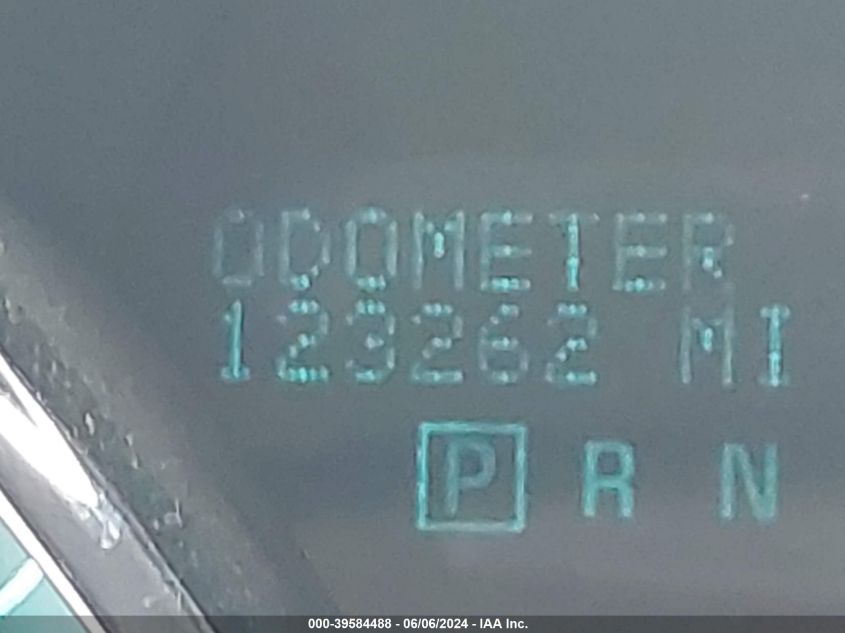 ODOMETER
123262 MI
P R N
000-39584488 - 06/06/2024 - IAA Inc.